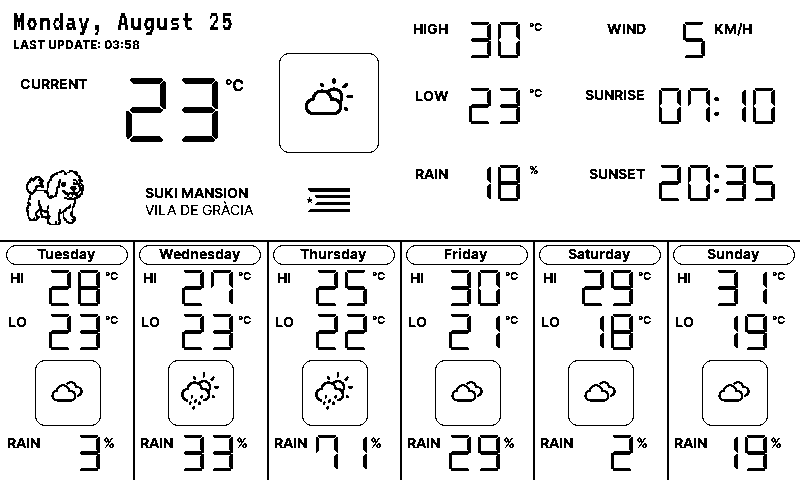 Monday, August 25
LAST UPDATE: 03:58
CURRENT 23 °C
HIGH 30 °C
WIND 5 KM/H
LOW 23 °C
SUNRISE 07:10
RAIN 18 %
SUNSET 20:35
SUKI MANSION
VILA DE GRÀCIA
Tuesday
HI 28 °C
LO 23 °C
RAIN 3 %
Wednesday
HI 27 °C
LO 23 °C
RAIN 33 %
Thursday
HI 25 °C
LO 22 °C
RAIN 71 %
Friday
HI 30 °C
LO 21 °C
RAIN 29 %
Saturday
HI 29 °C
LO 18 °C
RAIN 2 %
Sunday
HI 31 °C
LO 19 °C
RAIN 19 %